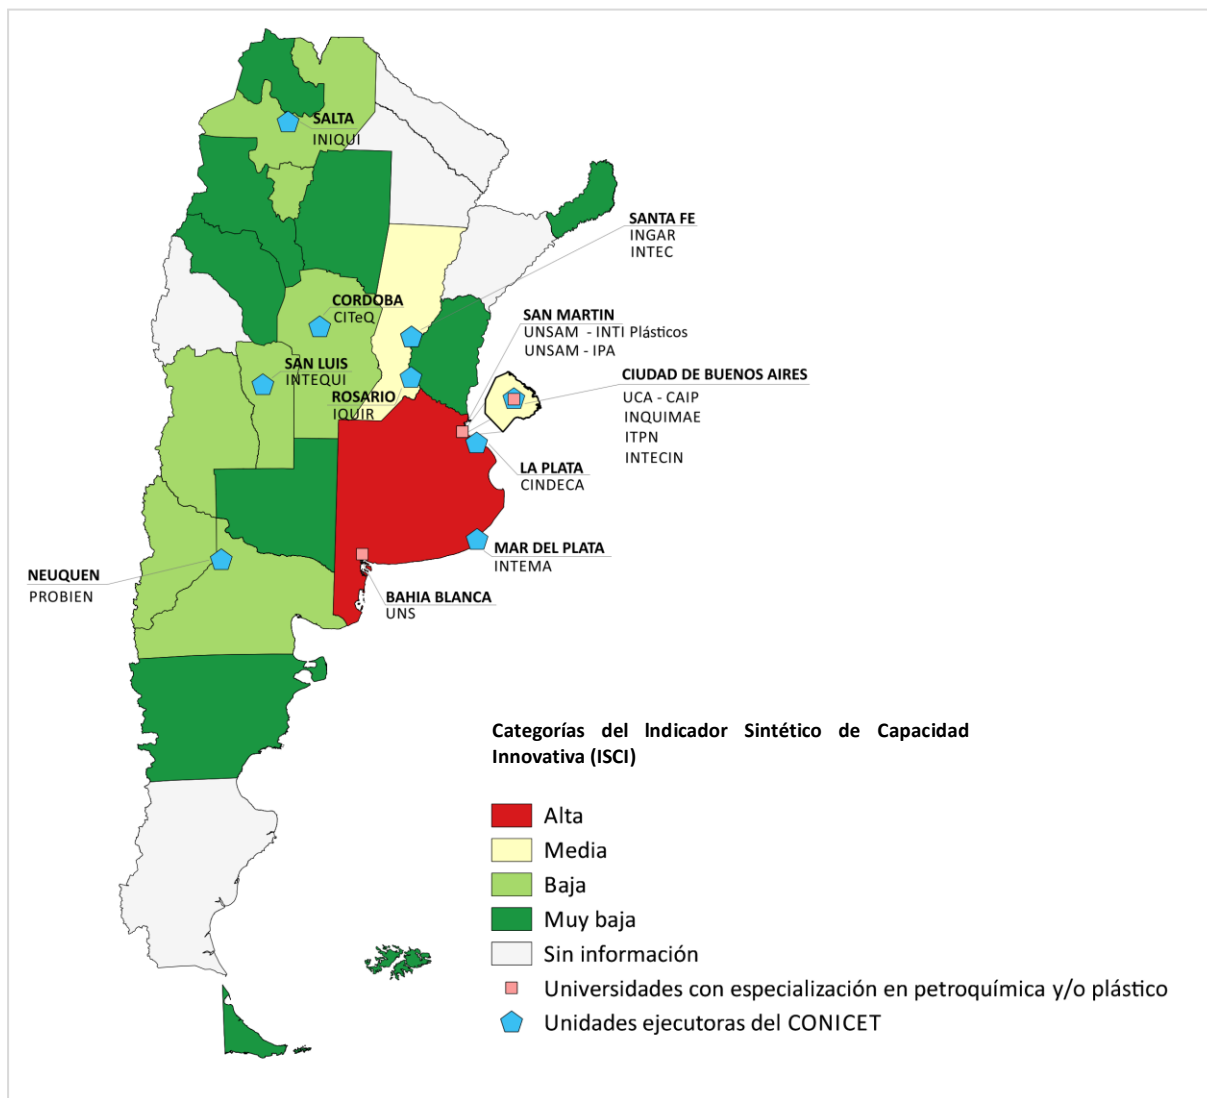 SALTA
INIQUI
SANTA FE
INGAR
INTEC
CORDOBA
CITeQ
SAN MARTIN
UNSAM - INTI Plásticos
UNSAM - IPA
SAN LUIS
INTEQUI
ROSARIO
IQUIR
CIUDAD DE BUENOS AIRES
UCA - CAIP
INQUIMAE
ITPN
INTECIN
LA PLATA
CINDECA
MAR DEL PLATA
INTEMA
NEUQUEN
PROBIEN
BAHIA BLANCA
UNS
Categorías del Indicador Sintético de Capacidad
Innovativa (ISCI)
Alta
Media
Baja
Muy baja
Sin información
Universidades con especialización en petroquímica y/o plástico
Unidades ejecutoras del CONICET